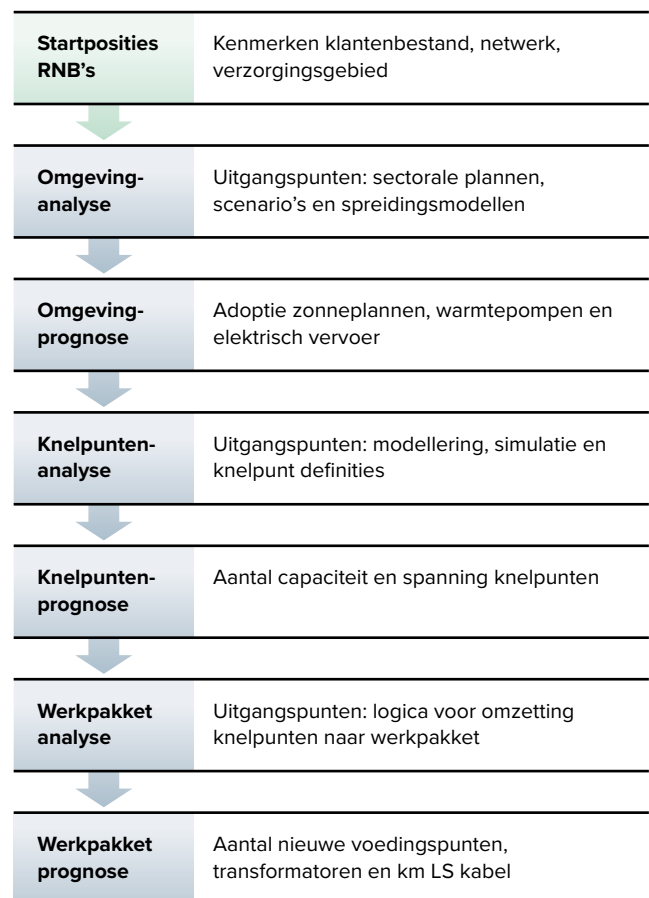 Startposities
RNB's
Kenmerken klantenbestand, netwerk,
verzorgingsgebied
Omgeving-
analyse
Uitgangspunten: sectorale plannen,
scenario's en spreidingsmodellen
Omgeving-
prognose
Adoptie zonneplannen, warmtepompen en
elektrisch vervoer
Knelpunten-
analyse
Uitgangspunten: modellering, simulatie en
knelpunt definities
Knelpunten-
prognose
Aantal capaciteit en spanning knelpunten
Werkpakket
analyse
Uitgangspunten: logica voor omzetting
knelpunten naar werkpakket
Werkpakket
prognose
Aantal nieuwe voedingspunten,
transformatoren en km LS kabel